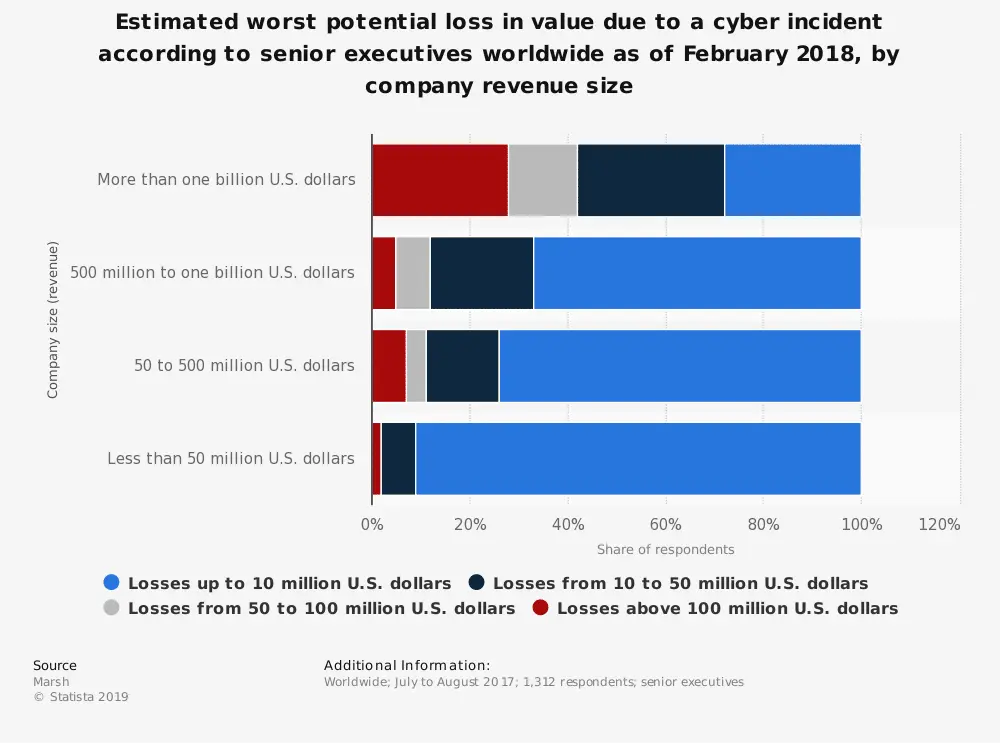 Estimated worst potential loss in value due to a cyber incident
according to senior executives worldwide as of February 2018, by
company revenue size
Company size (revenue)
More than one billion U.S. dollars
500 million to one billion U.S. dollars
50 to 500 million U.S. dollars
Less than 50 million U.S. dollars
0% 20% 40% 60% 80% 100% 120%
Share of respondents
Losses up to 10 million U.S. dollars Losses from 10 to 50 million U.S. dollars
Losses from 50 to 100 million U.S. dollars Losses above 100 million U.S. dollars
Source
Marsh
© Statista 2019
Additional Information:
Worldwide; July to August 2017; 1,312 respondents; senior executives